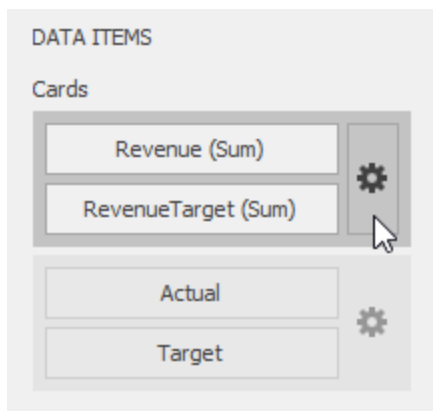 DATA ITEMS
Cards
Revenue (Sum)
RevenueTarget (Sum)
Actual
Target